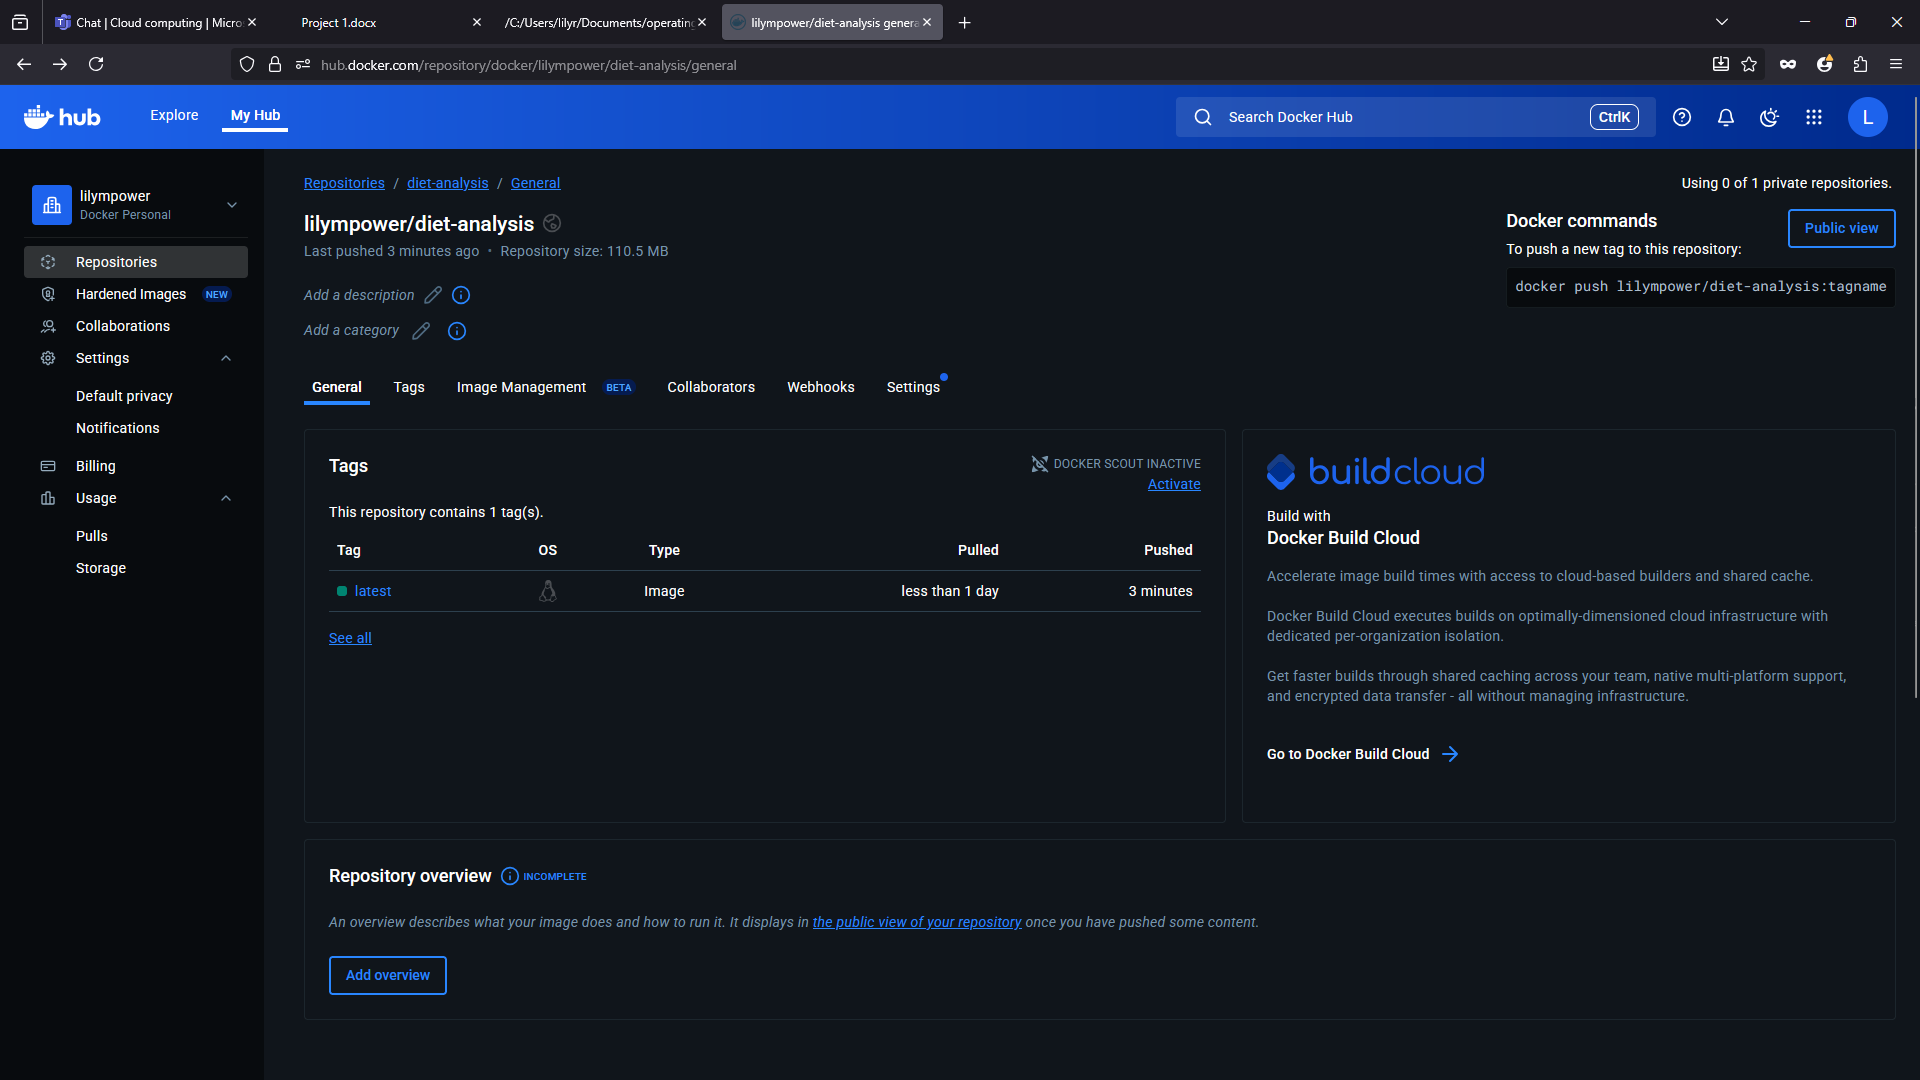 Chat | Cloud computing | Micro
Project 1.docx
/C:/Users/lilyr/Documents/operating
lilympower/diet-analysis genera
hub.docker.com/repository/docker/lilympower/diet-analysis/general
hub
Explore
My Hub
Search Docker Hub
CtrlK
L
lilympower
Docker Personal
Repositories
Hardened Images NEW
Collaborations
Settings
Default privacy
Notifications
Billing
Usage
Pulls
Storage
Repositories / diet-analysis / General
Using 0 of 1 private repositories.
lilympower/diet-analysis
Last pushed 3 minutes ago • Repository size: 110.5 MB
Add a description
Add a category
Docker commands
Public view
To push a new tag to this repository:
docker push lilympower/diet-analysis:tagname
General Tags Image Management BETA Collaborators Webhooks Settings
Tags
DOCKER SCOUT INACTIVE
Activate
This repository contains 1 tag(s).
Tag OS Type Pulled Pushed
latest Image less than 1 day 3 minutes
See all
buildcloud
Build with
Docker Build Cloud
Accelerate image build times with access to cloud-based builders and shared cache.
Docker Build Cloud executes builds on optimally-dimensioned cloud infrastructure with
dedicated per-organization isolation.
Get faster builds through shared caching across your team, native multi-platform support,
and encrypted data transfer - all without managing infrastructure.
Go to Docker Build Cloud
Repository overview INCOMPLETE
An overview describes what your image does and how to run it. It displays in the public view of your repository once you have pushed some content.
Add overview